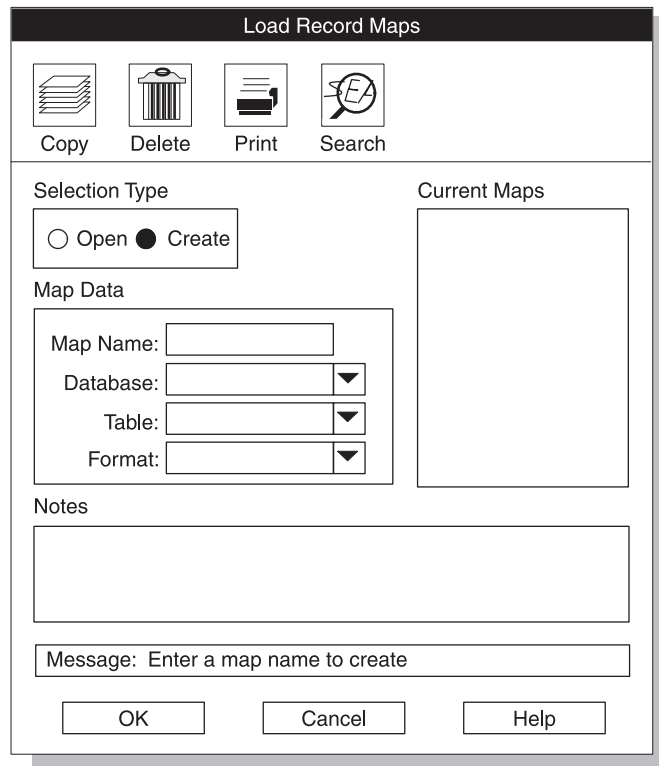 Load Record Maps
Copy Delete Print Search
SEA
Selection Type
Open Create
Current Maps
Map Data
Map Name:
Database:
Table:
Format:
Notes
Message: Enter a map name to create
OK Cancel Help